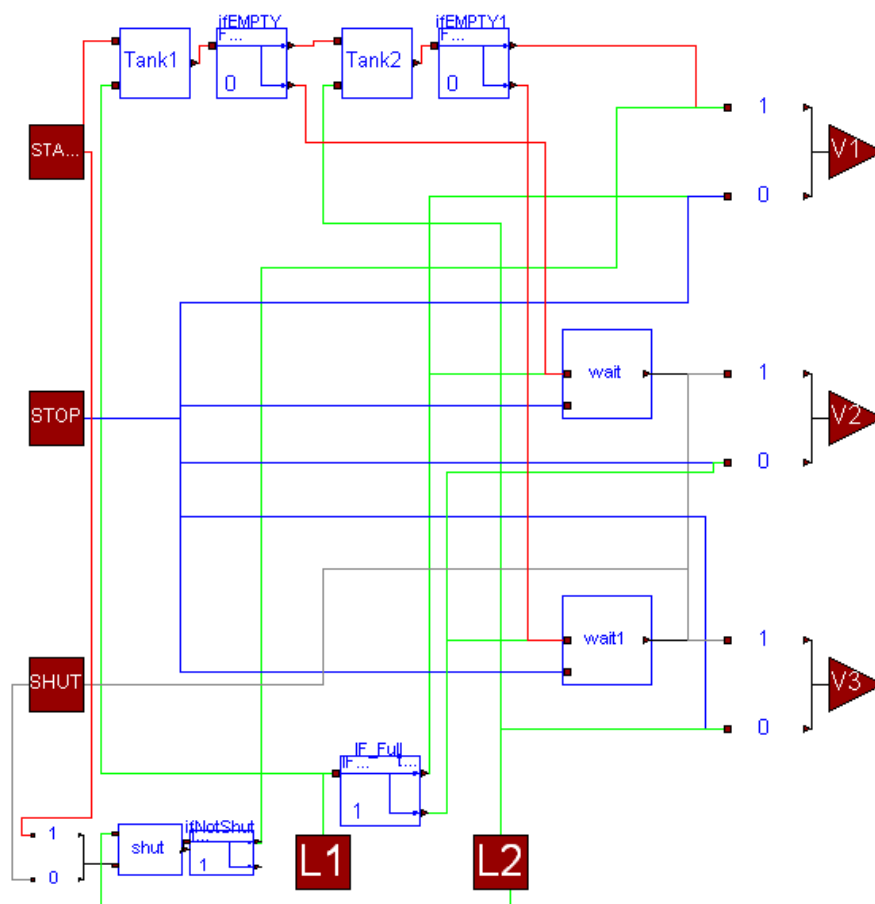 ifEMPTY
ifEMPTY1
F...
F...
Tank1
Tank2
0
0
1
STA...
V1
0
wait
1
STOP
V2
0
wait1
1
SHUT
V3
0
IF_Full
IF...
1
ifNotShut
1
shut
1
0
L1
L2